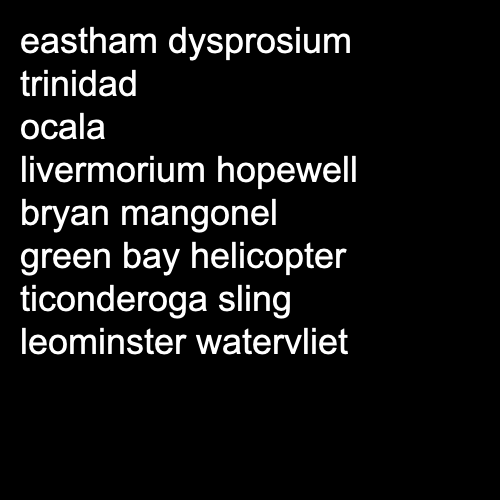 eastham dysprosium
trinidad
ocala
livermorium hopewell
bryan mangonel
green bay helicopter
ticonderoga sling
leominster watervliet